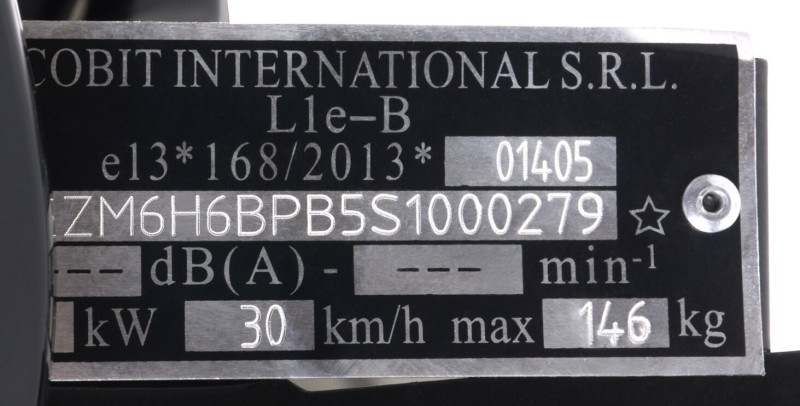 COBIT INTERNATIONAL S.R.L.
L1e-B
e13*168/2013* 01405
ZM6H6BPB5S1000279 ☆
--- dB(A) - --- min-1
kW 30 km/h max 146 kg